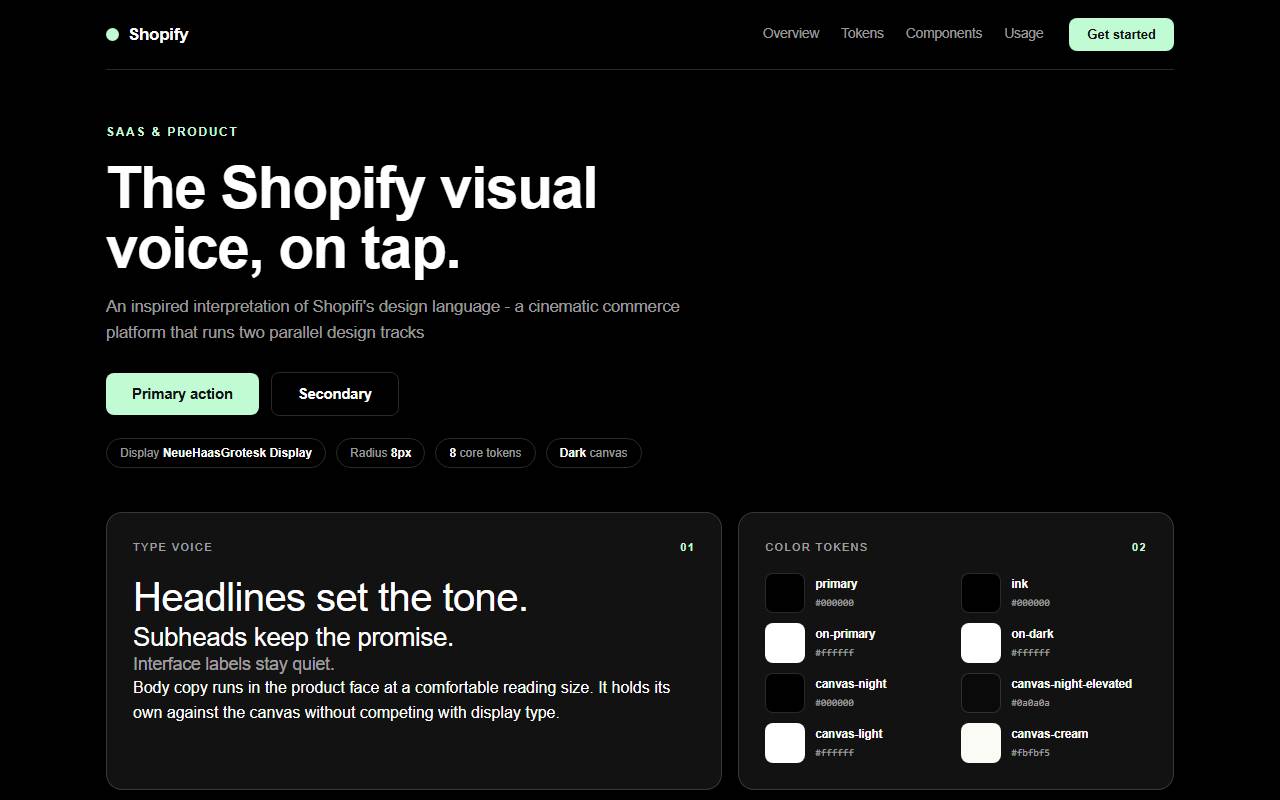 Shopify
Overview Tokens Components Usage Get started
SAAS & PRODUCT
The Shopify visual
voice, on tap.
An inspired interpretation of Shopifi's design language - a cinematic commerce
platform that runs two parallel design tracks
Primary action Secondary
Display NeueHaasGrotesk Display Radius 8px 8 core tokens Dark canvas
TYPE VOICE 01
Headlines set the tone.
Subheads keep the promise.
Interface labels stay quiet.
Body copy runs in the product face at a comfortable reading size. It holds its
own against the canvas without competing with display type.
COLOR TOKENS 02
primary ink
#000000 #000000
on-primary on-dark
#ffffff #ffffff
canvas-night canvas-night-elevated
#000000 #0a0a0a
canvas-light canvas-cream
#ffffff #fbfbf5